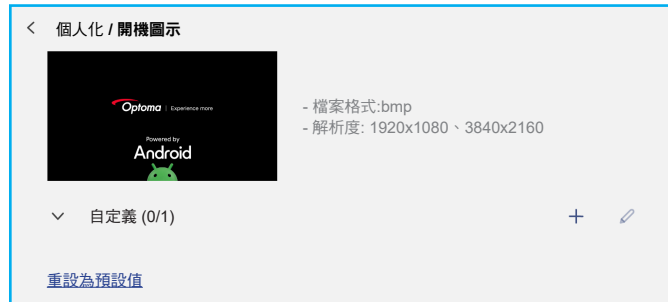 個人化 / 開機圖示
Optoma | Experience more
Powered by
Android
- 檔案格式:bmp
- 解析度: 1920x1080、3840x2160
自定義 (0/1)
重設為預設值